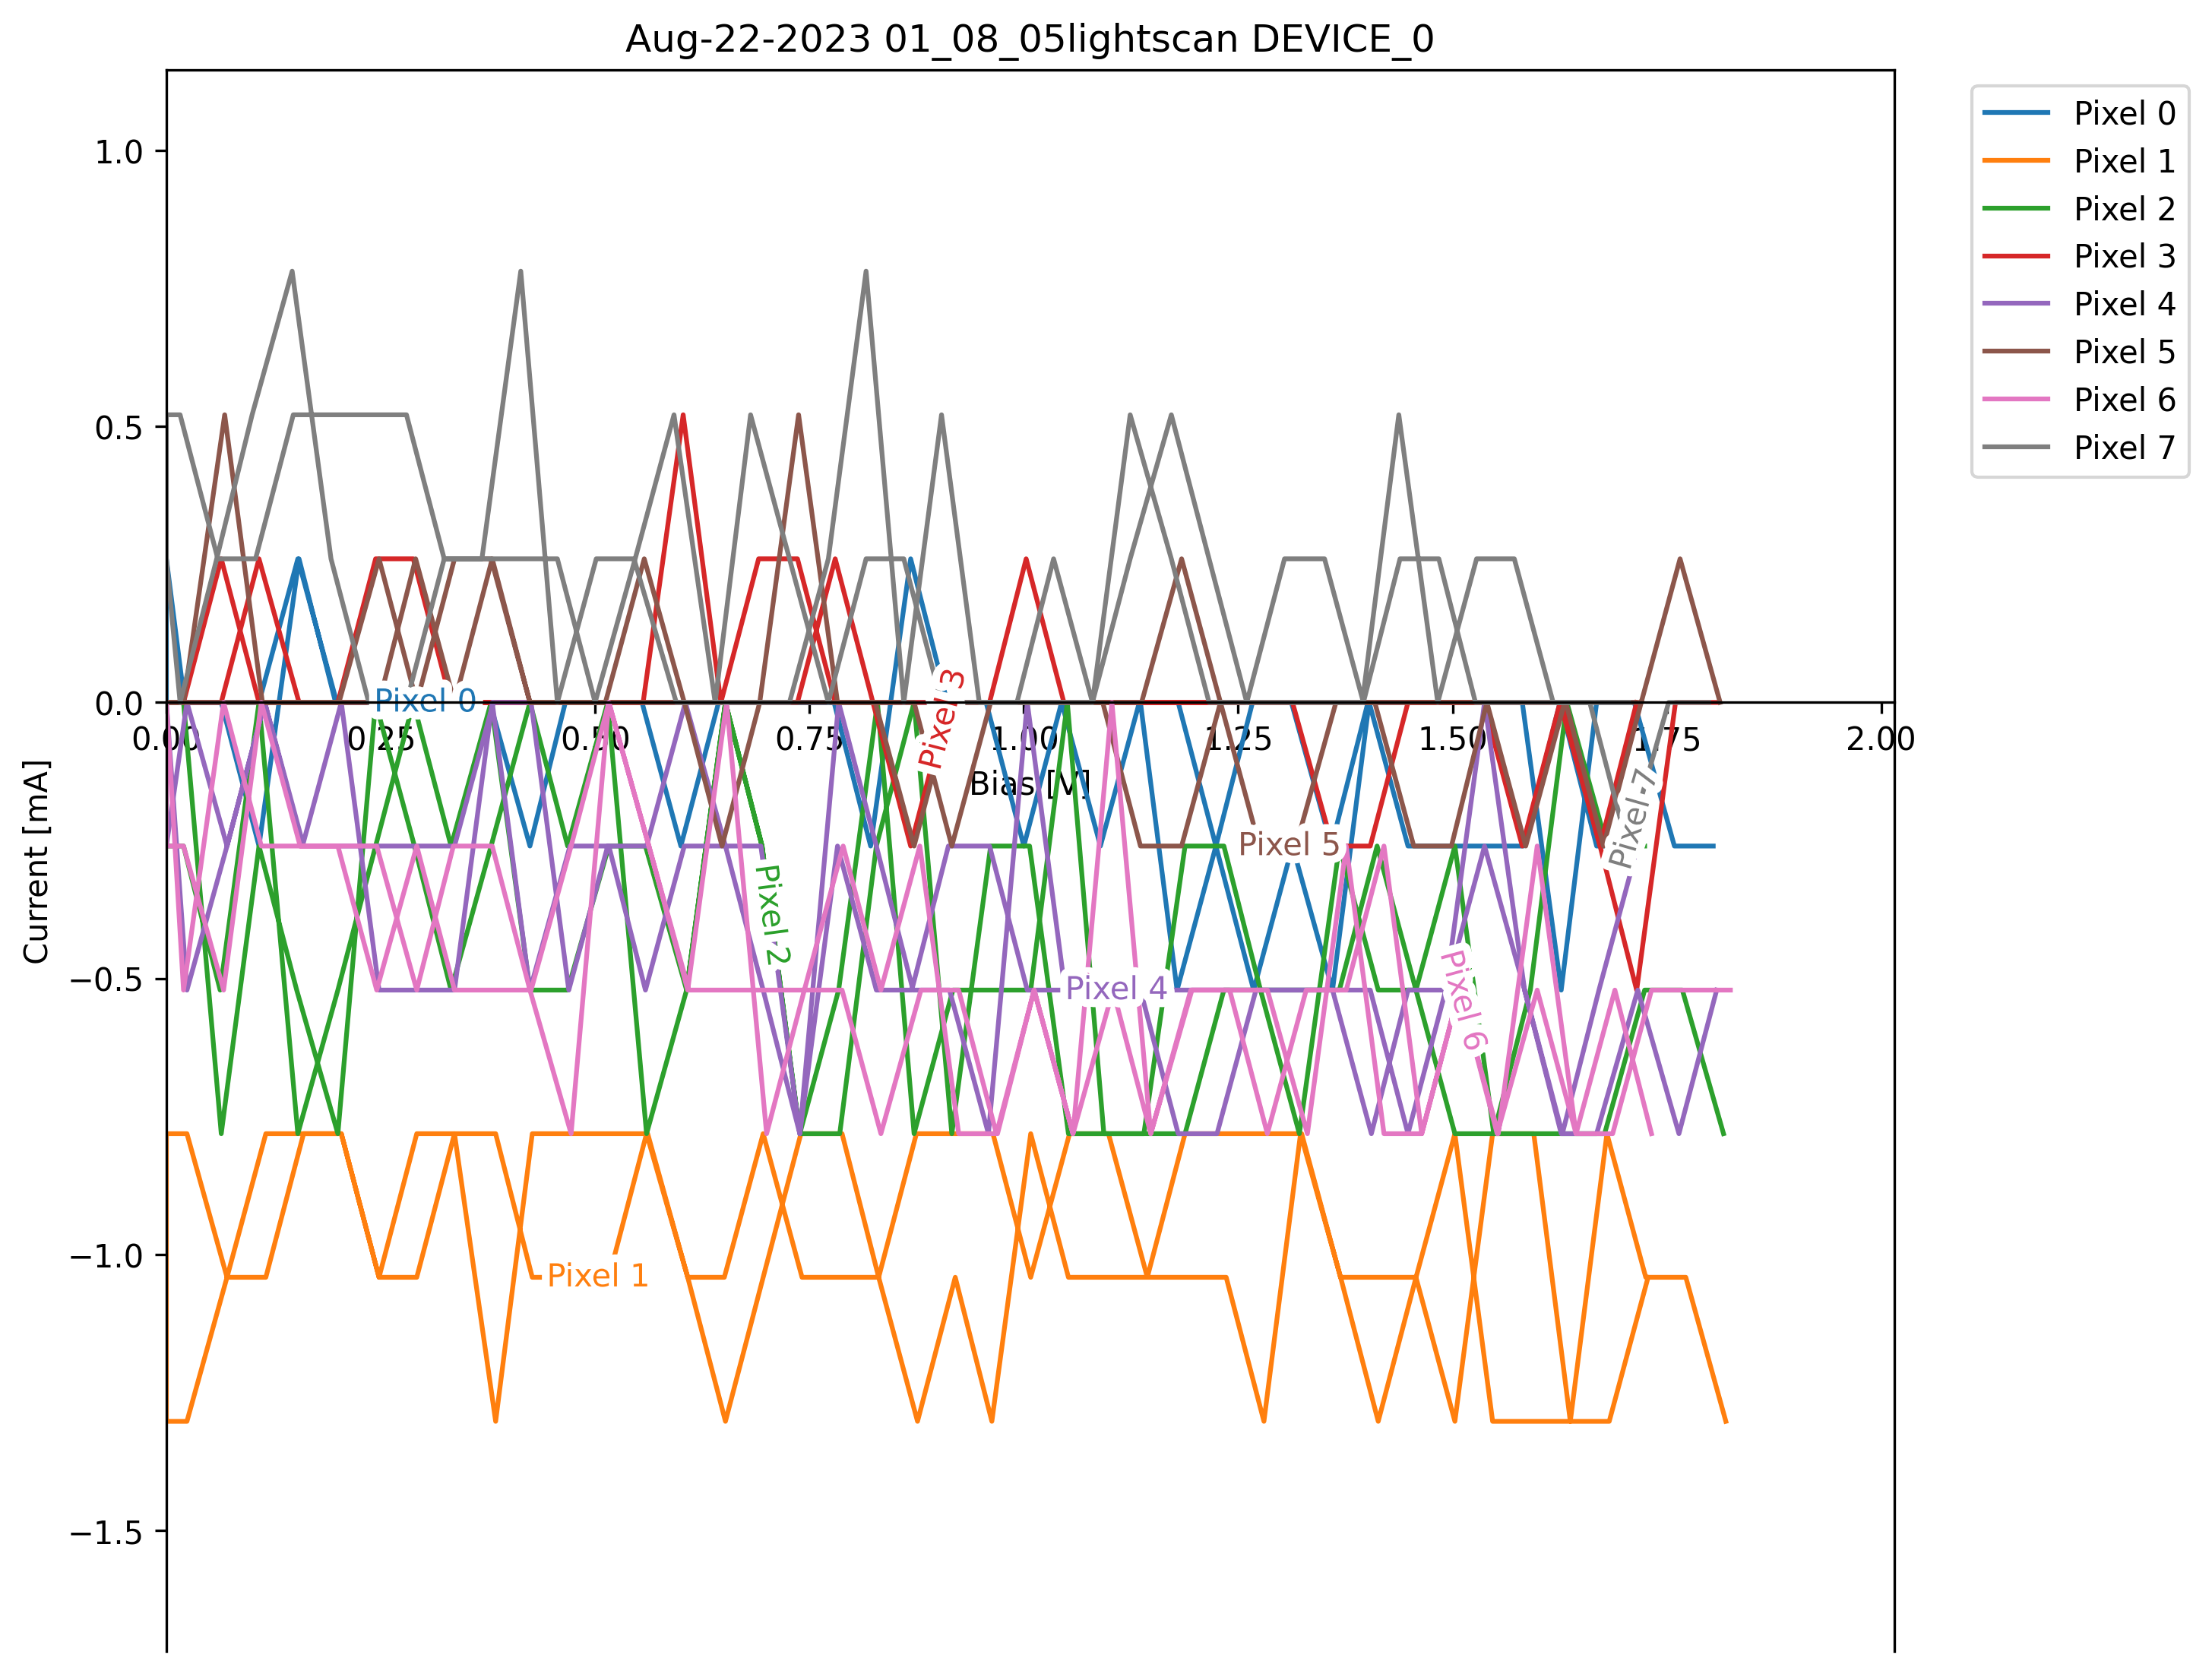 Aug-22-2023 01_08_05lightscan DEVICE_0
Pixel 0
Pixel 1
Pixel 2
Pixel 3
Pixel 4
Pixel 5
Pixel 6
Pixel 7
1.0
0.5
0.0
−0.5
−1.0
−1.5
Current [mA]
0.00 0.25 0.50 0.75 1.00 1.25 1.50 1.75 2.00
Bias [V]
Pixel 0
Pixel 1
Pixel 2
Pixel 3
Pixel 4
Pixel 5
Pixel 6
Pixel 7